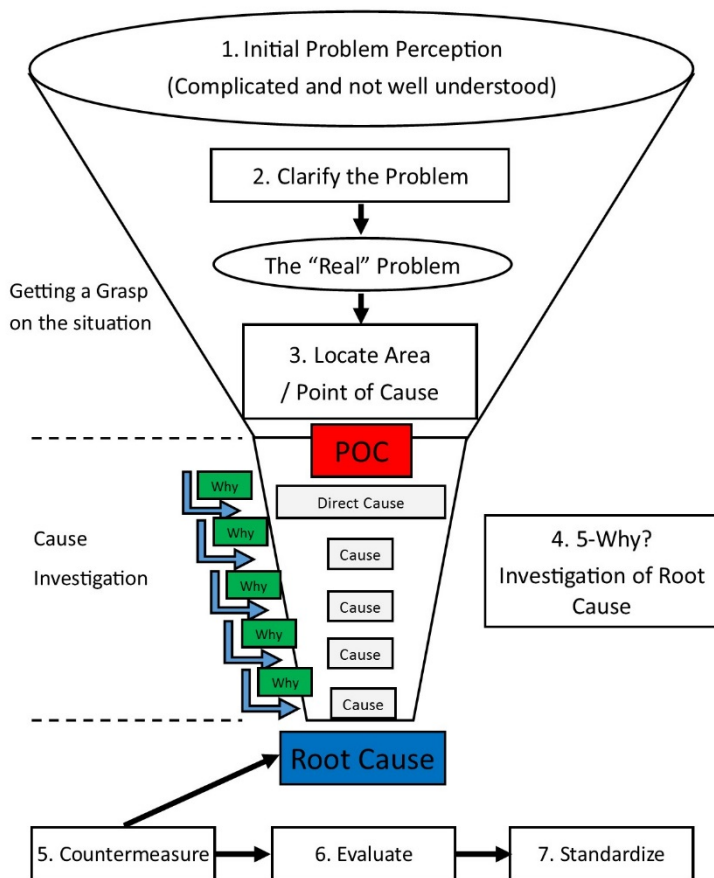 1. Initial Problem Perception
(Complicated and not well understood)
2. Clarify the Problem
The “Real” Problem
Getting a Grasp
on the situation
3. Locate Area
/ Point of Cause
POC
Why
Direct Cause
Why
Cause
Cause
Investigation
Why
Cause
Why
Cause
Why
Cause
4. 5-Why?
Investigation of Root
Cause
Root Cause
5. Countermeasure
6. Evaluate
7. Standardize